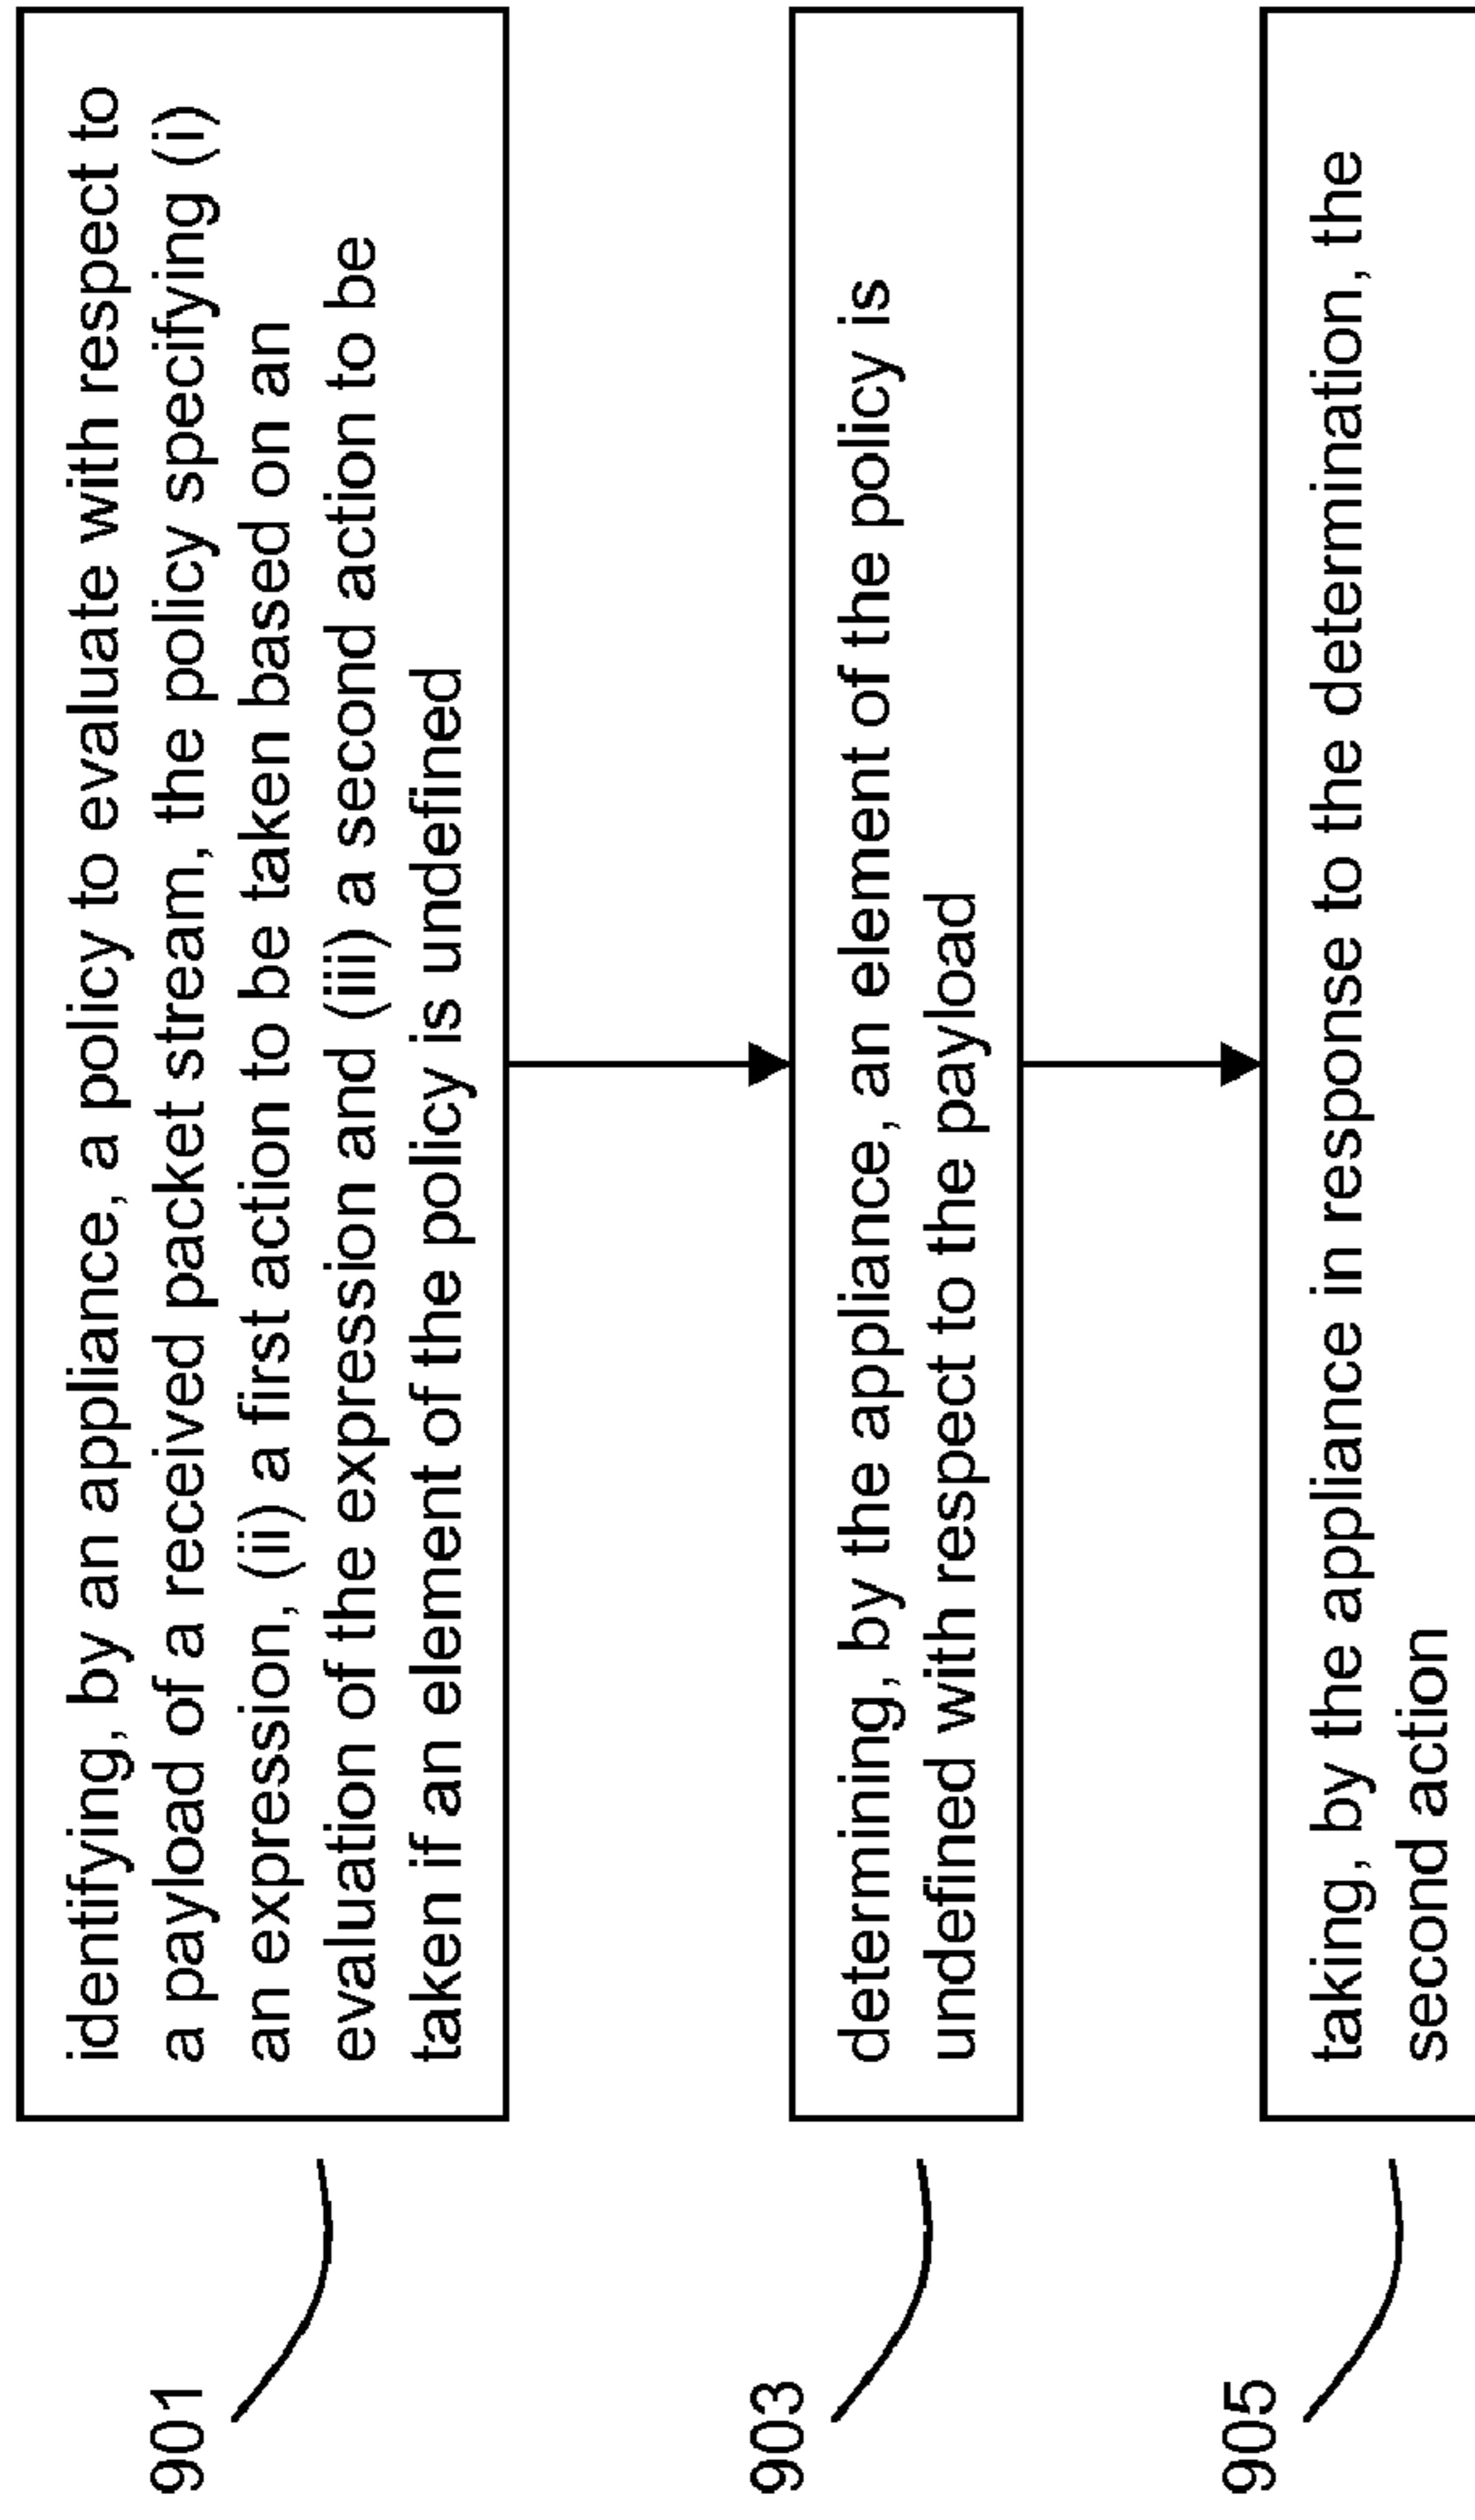 901
identifying, by an appliance, a policy to evaluate with respect to
a payload of a received packet stream, the policy specifying (i)
an expression, (ii) a first action to be taken based on an
evaluation of the expression and (iii) a second action to be
taken if an element of the policy is undefined
903
determining, by the appliance, an element of the policy is
undefined with respect to the payload
905
taking, by the appliance in response to the determination, the
second action